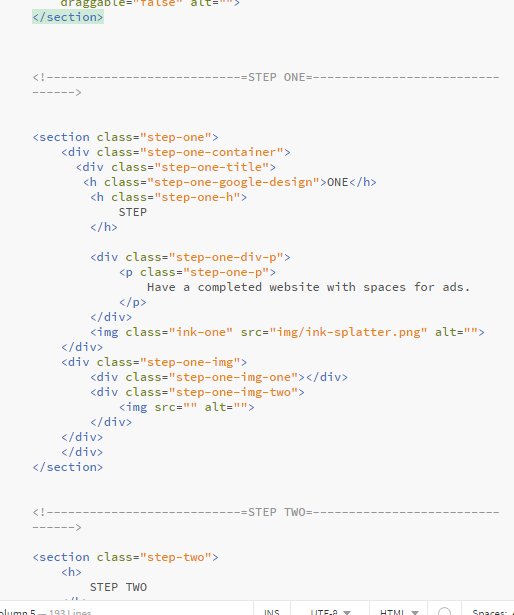 draggable="false" alt="">
</section>
<!---------------------------=STEP ONE=--------------------------
------>
<section class="step-one">
<div class="step-one-container">
<div class="step-one-title">
<h class="step-one-google-design">ONE</h>
<h class="step-one-h">
STEP
</h>
<div class="step-one-div-p">
<p class="step-one-p">
Have a completed website with spaces for ads.
</p>
</div>
<img class="ink-one" src="img/ink-splatter.png" alt="">
</div>
<div class="step-one-img">
<div class="step-one-img-one"></div>
<div class="step-one-img-two">
<img src="" alt="">
</div>
</div>
</div>
</section>
<!---------------------------=STEP TWO=--------------------------
------>
<section class="step-two">
<h>
STEP TWO
olumn 5 — 193 Lines INS UTF-8 HTML Spaces: